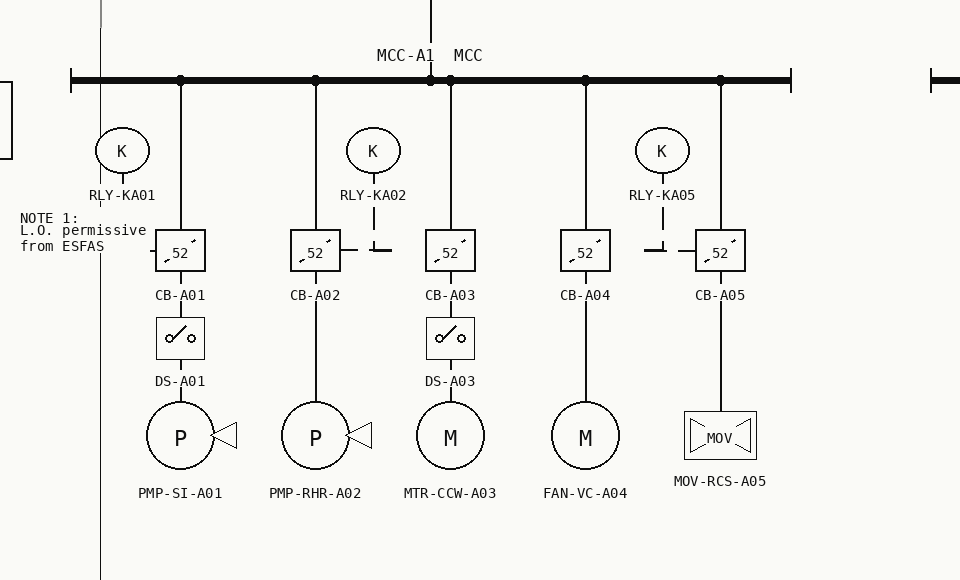 MCC-A1  MCC
K
K
K
RLY-KA01
RLY-KA02
RLY-KA05
NOTE 1:
L.O. permissive
from ESFAS
52
52
52
52
52
CB-A01
CB-A02
CB-A03
CB-A04
CB-A05
DS-A01
DS-A03
P
P
M
M
MOV
PMP-SI-A01
PMP-RHR-A02
MTR-CCW-A03
FAN-VC-A04
MOV-RCS-A05